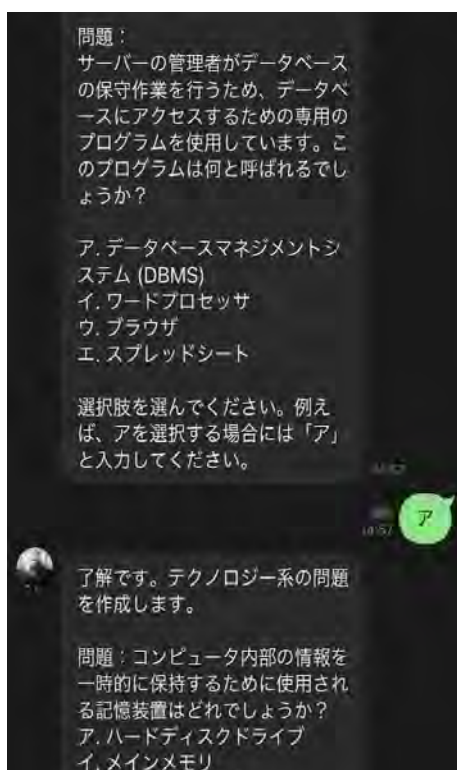 問題：
サーバーの管理者がデータベース
の保守作業を行うため、データベ
ースにアクセスするための専用の
プログラムを使用しています。こ
のプログラムは何と呼ばれるでし
ょうか？
ア. データベースマネジメントシ
ステム (DBMS)
イ. ワードプロセッサ
ウ. ブラウザ
エ. スプレッドシート
選択肢を選んでください。例え
ば、アを選択する場合には「ア」
と入力してください。
ア
了解です。テクノロジー系の問題
を作成します。
問題：コンピュータ内部の情報を
一時的に保持するために使用され
る記憶装置はどれでしょうか？
ア. ハードディスクドライブ
イ. メインメモリ